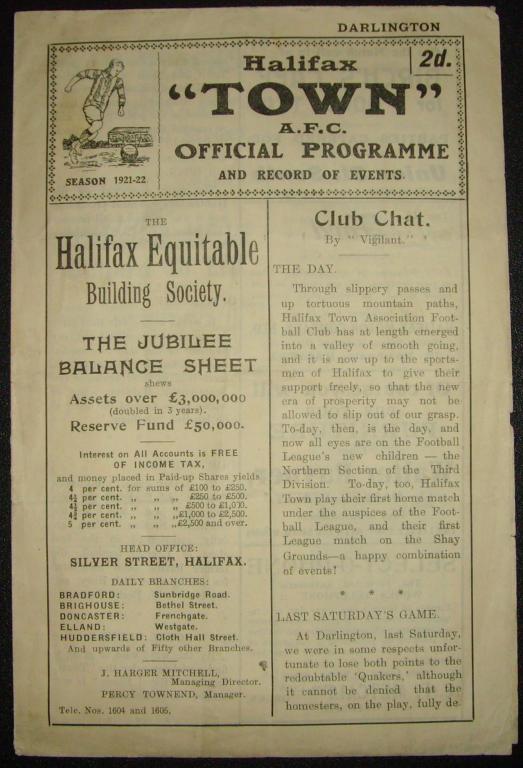 DARLINGTON
2d.
Halifax
"TOWN"
A.F.C.
OFFICIAL PROGRAMME
AND RECORD OF EVENTS.
SEASON 1921-22.
THE
Halifax Equitable
Building Society.
THE JUBILEE
BALANCE SHEET
shews
Assets over £3,000,000
(doubled in 3 years).
Reserve Fund £50,000.
Interest on All Accounts is FREE
OF INCOME TAX,
and money placed in Paid-up Shares yields
4 per cent. for sums of £100 to £250.
4¼ per cent. „ „ „ £250 to £500.
4½ per cent. „ „ „ £500 to £1,000.
4¾ per cent. „ „ „ £1,000 to £2,500.
5 per cent. „ „ „ £2,500 and over.
HEAD OFFICE:
SILVER STREET, HALIFAX.
DAILY BRANCHES:
BRADFORD: Sunbridge Road.
BRIGHOUSE: Bethel Street.
DONCASTER: Frenchgate.
ELLAND: Westgate.
HUDDERSFIELD: Cloth Hall Street.
And upwards of Fifty other Branches.
J. HARGER MITCHELL,
Managing Director.
PERCY TOWNEND, Manager.
Tele. Nos. 1604 and 1605.
Club Chat.
By "Vigilant."
THE DAY.
Through slippery passes and
up tortuous mountain paths,
Halifax Town Association Foot-
ball Club has at length emerged
into a valley of smooth going,
and it is now up to the sports-
men of Halifax to give their
support freely, so that the new
era of prosperity may not be
allowed to slip out of our grasp.
To-day, then, is the day, and
now all eyes are on the Football
League's new children — the
Northern Section of the Third
Division. To-day, too, Halifax
Town play their first home match
under the auspices of the Foot-
ball League, and their first
League match on the Shay
Grounds—a happy combination
of events!
* * *
LAST SATURDAY'S GAME.
At Darlington, last Saturday,
we were in some respects unfor-
tunate to lose both points to the
redoubtable 'Quakers,' although
it cannot be denied that the
homesters, on the play, fully de-